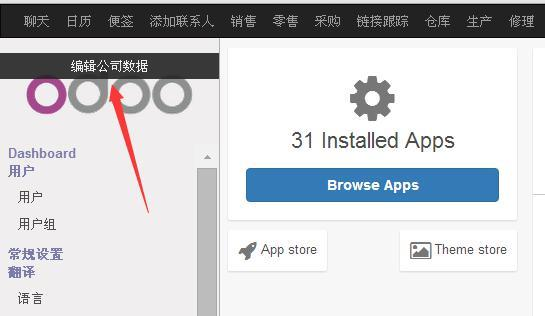 聊天 日历 便签 添加联系人 销售 零售 采购 链接跟踪 仓库 生产 修理
编辑公司数据
odoo
Dashboard
用户
用户
用户组
常规设置
翻译
语言
31 Installed Apps
Browse Apps
App store
Theme store